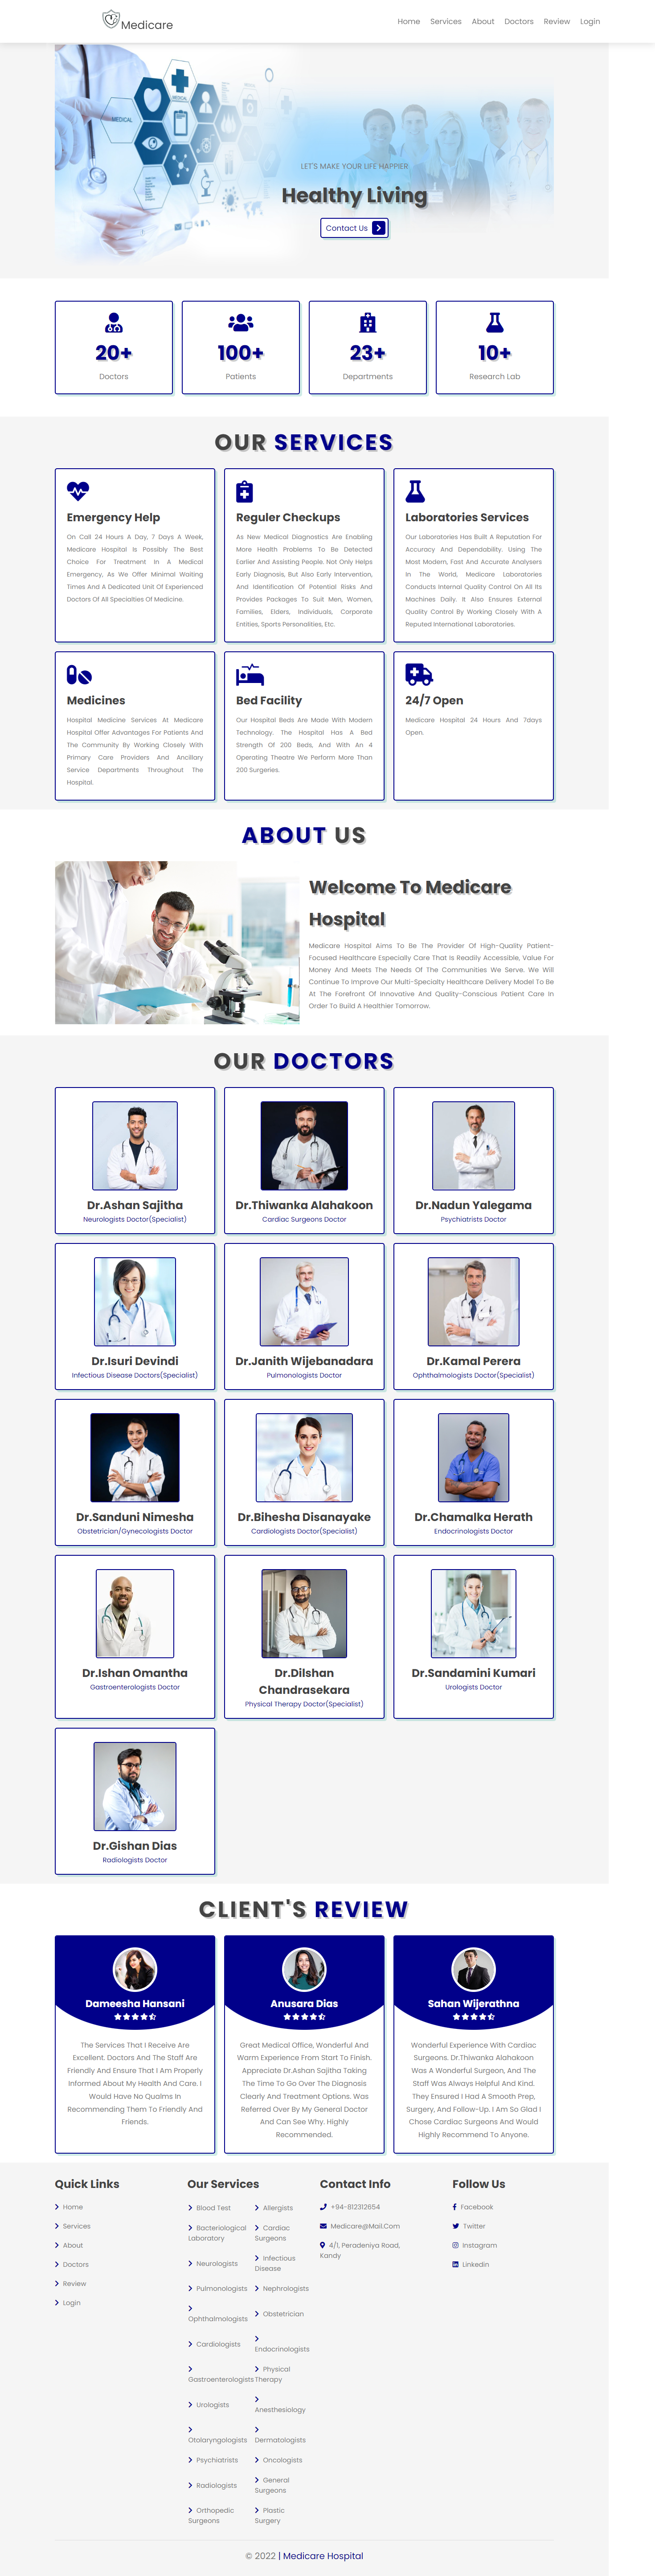 Medicare
Home Services About Doctors Review Login
MEDICAL
MEDICAL
LET'S MAKE YOUR LIFE HAPPIER
Healthy Living
Contact Us
20+
Doctors
100+
Patients
23+
Departments
10+
Research Lab
OUR SERVICES
Emergency Help
On Call 24 Hours A Day, 7 Days A Week,
Medicare Hospital Is Possibly The Best
Choice For Treatment In A Medical
Emergency, As We Offer Minimal Waiting
Times And A Dedicated Unit Of Experienced
Doctors Of All Specialties Of Medicine.
Reguler Checkups
As New Medical Diagnostics Are Enabling
More Health Problems To Be Detected
Earlier And Assisting People. Not Only Helps
Early Diagnosis, But Also Early Intervention,
And Identification Of Potential Risks And
Provides Packages To Suit Men, Women,
Families, Elders, Individuals, Corporate
Entities, Sports Personalities, Etc.
Laboratories Services
Our Laboratories Has Built A Reputation For
Accuracy And Dependability. Using The
Most Modern, Fast And Accurate Analysers
In The World, Medicare Laboratories
Conducts Internal Quality Control On All Its
Machines Daily. It Also Ensures External
Quality Control By Working Closely With A
Reputed International Laboratories.
Medicines
Hospital Medicine Services At Medicare
Hospital Offer Advantages For Patients And
The Community By Working Closely With
Primary Care Providers And Ancillary
Service Departments Throughout The
Hospital.
Bed Facility
Our Hospital Beds Are Made With Modern
Technology. The Hospital Has A Bed
Strength Of 200 Beds, And With An 4
Operating Theatre We Perform More Than
200 Surgeries.
24/7 Open
Medicare Hospital 24 Hours And 7days
Open.
ABOUT US
Welcome To Medicare
Hospital
Medicare Hospital Aims To Be The Provider Of High-Quality Patient-
Focused Healthcare Especially Care That Is Readily Accessible, Value For
Money And Meets The Needs Of The Communities We Serve. We Will
Continue To Improve Our Multi-Specialty Healthcare Delivery Model To Be
At The Forefront Of Innovative And Quality-Conscious Patient Care In
Order To Build A Healthier Tomorrow.
OUR DOCTORS
Dr.Ashan Sajitha
Neurologists Doctor(Specialist)
Dr.Thiwanka Alahakoon
Cardiac Surgeons Doctor
Dr.Nadun Yalegama
Psychiatrists Doctor
Dr.Isuri Devindi
Infectious Disease Doctors(Specialist)
Dr.Janith Wijebanadara
Pulmonologists Doctor
Dr.Kamal Perera
Ophthalmologists Doctor(Specialist)
Dr.Sanduni Nimesha
Obstetrician/Gynecologists Doctor
Dr.Bihesha Disanayake
Cardiologists Doctor(Specialist)
Dr.Chamalka Herath
Endocrinologists Doctor
Dr.Ishan Omantha
Gastroenterologists Doctor
Dr.Dilshan
Chandrasekara
Physical Therapy Doctor(Specialist)
Dr.Sandamini Kumari
Urologists Doctor
Dr.Gishan Dias
Radiologists Doctor
CLIENT'S REVIEW
Dameesha Hansani
The Services That I Receive Are
Excellent. Doctors And The Staff Are
Friendly And Ensure That I Am Properly
Informed About My Health And Care. I
Would Have No Qualms In
Recommending Them To Friendly And
Friends.
Anusara Dias
Great Medical Office, Wonderful And
Warm Experience From Start To Finish.
Appreciate Dr.Ashan Sajitha Taking
The Time To Go Over The Diagnosis
Clearly And Treatment Options. Was
Referred Over By My General Doctor
And Can See Why. Highly
Recommended.
Sahan Wijerathna
Wonderful Experience With Cardiac
Surgeons. Dr.Thiwanka Alahakoon
Was A Wonderful Surgeon, And The
Staff Was Always Helpful And Kind.
They Ensured I Had A Smooth Prep,
Surgery, And Follow-Up. I Am So Glad I
Chose Cardiac Surgeons And Would
Highly Recommend To Anyone.
Quick Links
Home
Services
About
Doctors
Review
Login
Our Services
Blood Test
Allergists
Bacteriological
Laboratory
Cardiac
Surgeons
Neurologists
Infectious
Disease
Pulmonologists
Nephrologists
Ophthalmologists
Obstetrician
Cardiologists
Endocrinologists
Gastroenterologists
Physical
Therapy
Urologists
Anesthesiology
Otolaryngologists
Dermatologists
Psychiatrists
Oncologists
Radiologists
General
Surgeons
Orthopedic
Surgeons
Plastic
Surgery
Contact Info
+94-812312654
Medicare@Mail.Com
4/1, Peradeniya Road,
Kandy
Follow Us
Facebook
Twitter
Instagram
Linkedin
© 2022 | Medicare Hospital